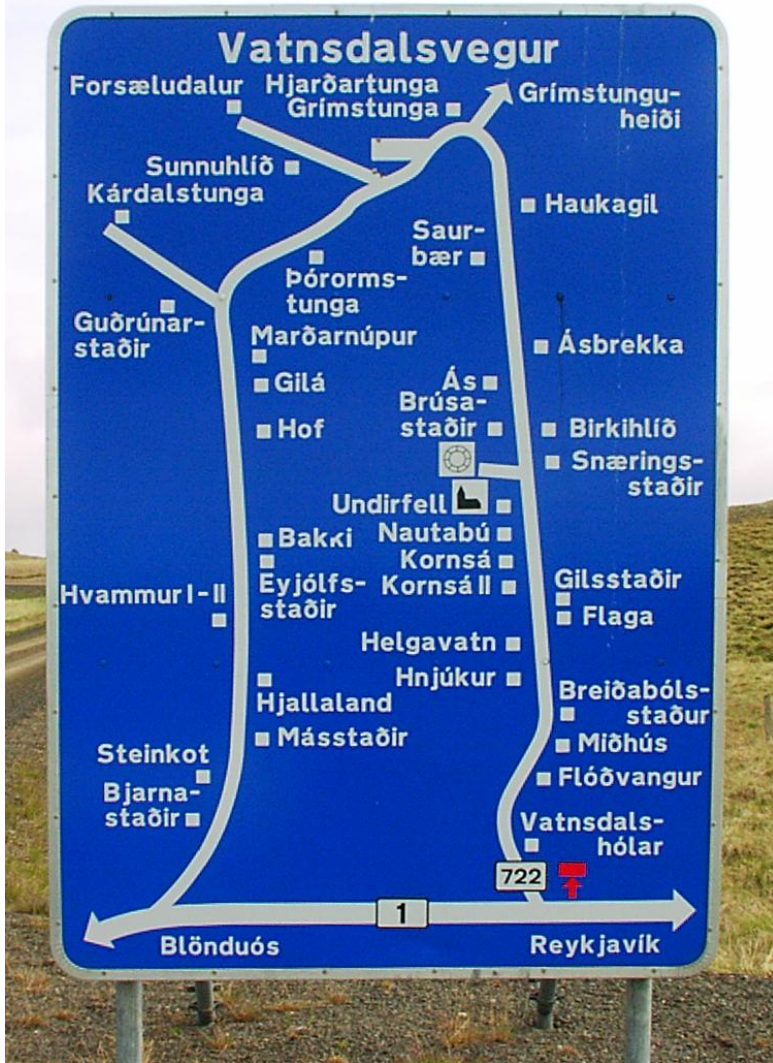 Vatnsdalsvegur
Forsæludalur
Hjarðartunga
Grímstunga
Grímstungu-
heiði
Sunnuhlíð
Kárdalstunga
Haukagil
Saur-
bær
Þórorms-
tunga
Guðrúnar-
staðir
Marðarnúpur
Ásbrekka
Gilá
Ás
Brúsa-
staðir
Hof
Birkihlíð
Snærings-
staðir
Undirfell
Nautabú
Bakki
Kornsá
Eyjólfs-
staðir
Kornsá II
Gilsstaðir
Hvammur I-II
Flaga
Helgavatn
Hnjúkur
Hjallaland
Breiðabóls-
staður
Másstaðir
Miðhús
Steinkot
Flóðvangur
Bjarna-
staðir
Vatnsdals-
hólar
722
1
Blönduós
Reykjavík